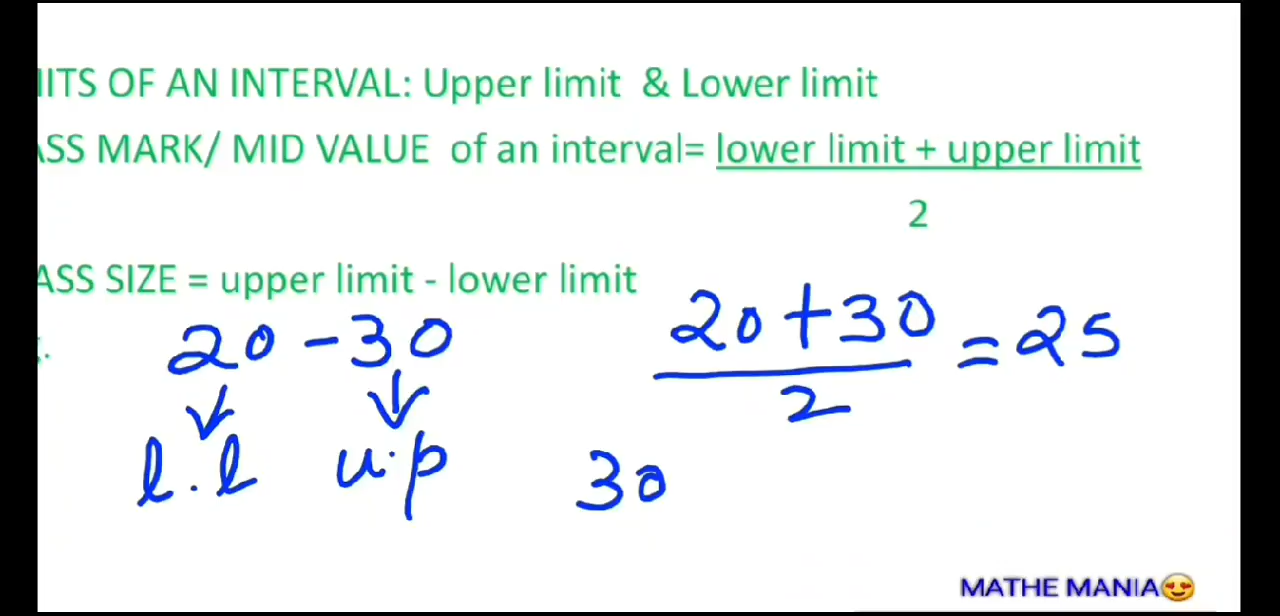 IITS OF AN INTERVAL: Upper limit & Lower limit
ASS MARK/ MID VALUE of an interval= lower limit + upper limit
2
ASS SIZE = upper limit - lower limit
20 - 30
20 + 30 = 25
2
l.l u.p 30
MATHE MANIA😍